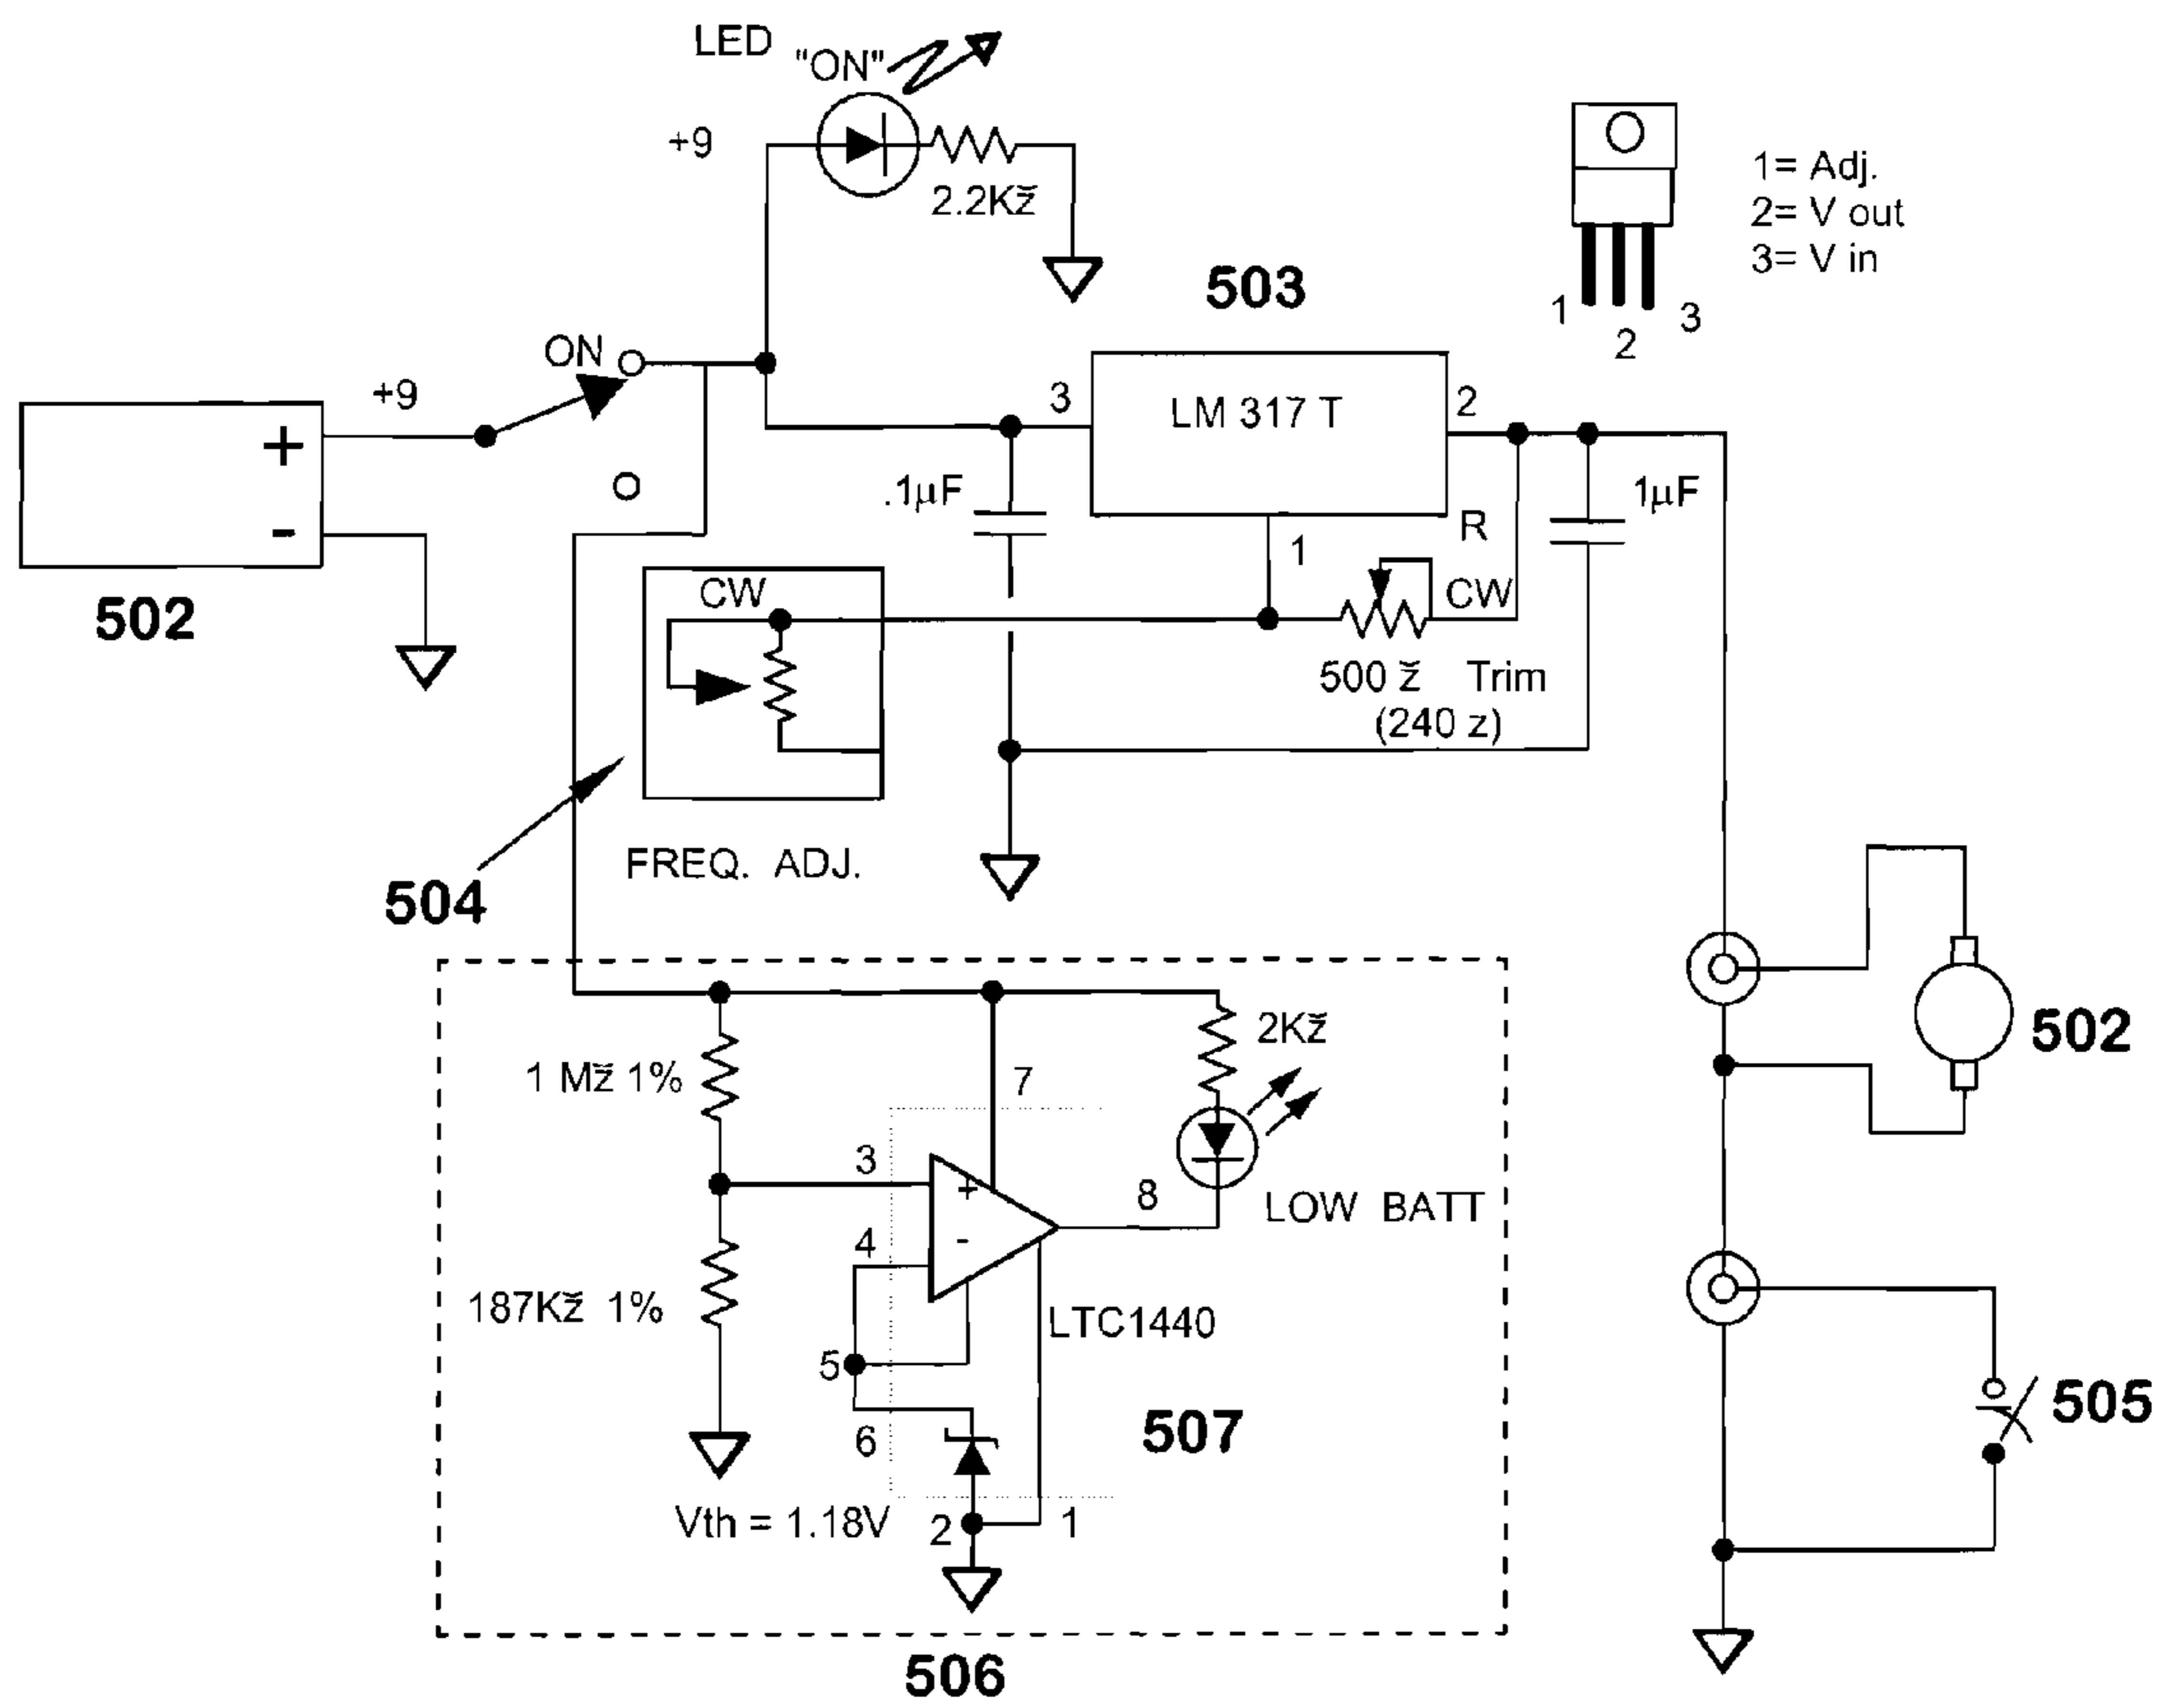 LED
"ON"
+9
2.2Kž
1= Adj.
2= V out
3= V in
1
2
3
503
ON
+9
+
-
502
3
LM 317 T
2
.1µF
1
R
1µF
CW
CW
500 ž Trim
(240 z)
FREQ. ADJ.
504
2Kž
502
1 Mž 1%
7
3
+
8
LOW BATT
4
-
187Kž 1%
LTC1440
5
505
6
507
Vth = 1.18V
2
1
506